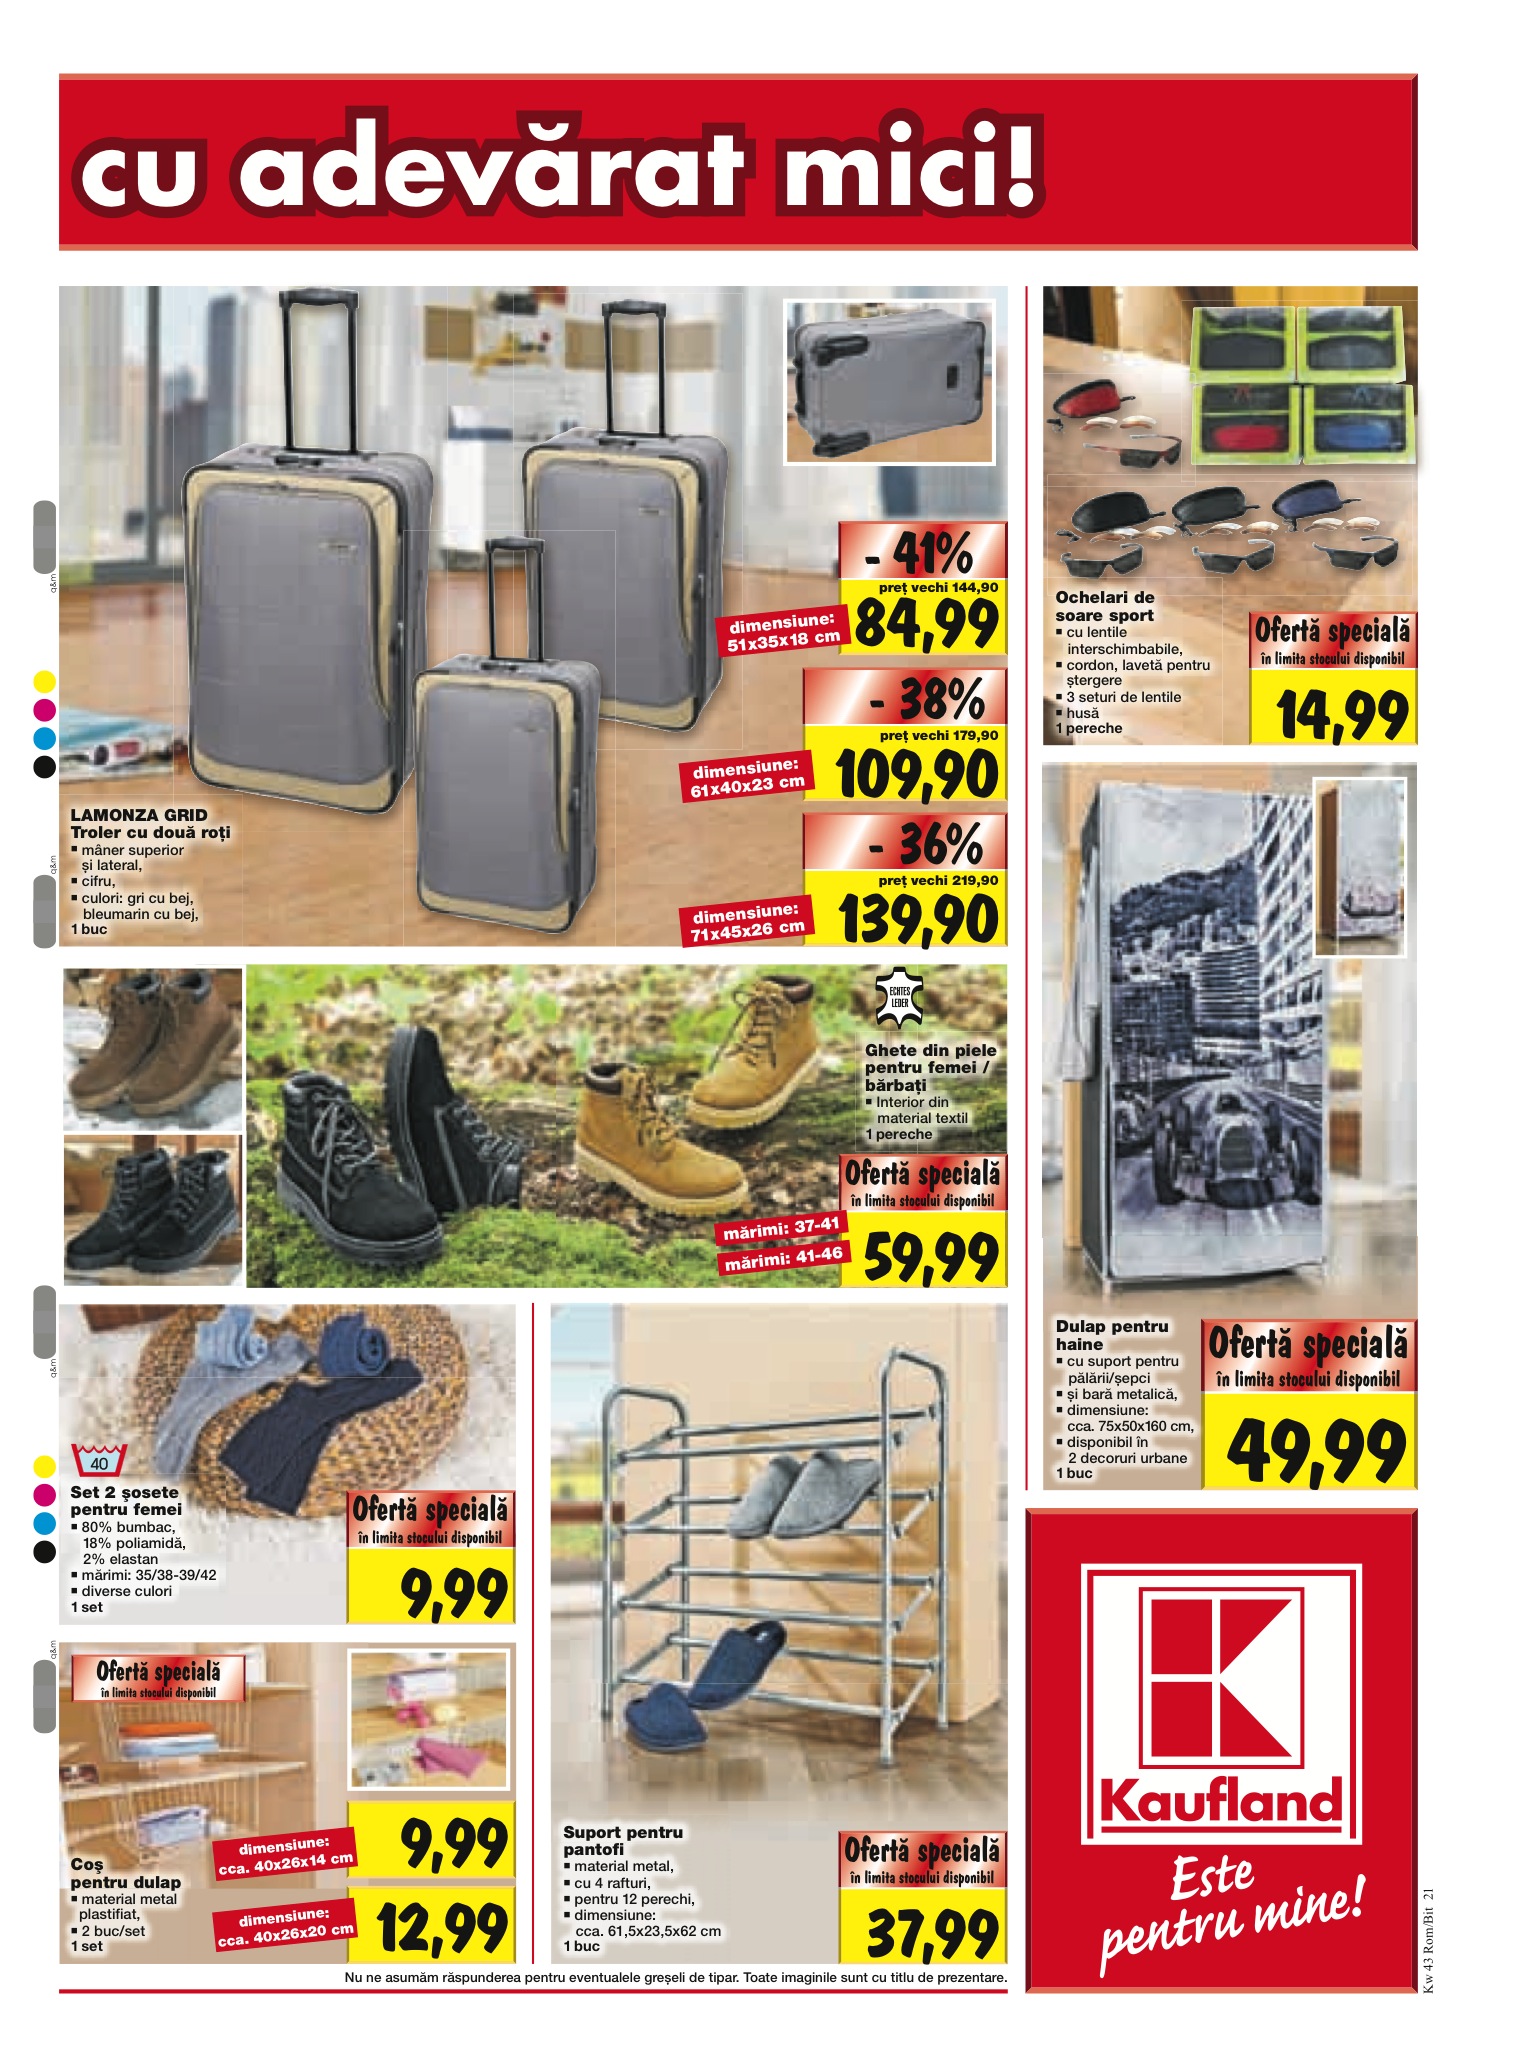 cu adevărat mici!
- 41%
preț vechi 144,90
dimensiune:
51x35x18 cm
84,99
- 38%
preț vechi 179,90
dimensiune:
61x40x23 cm
109,90
- 36%
preț vechi 219,90
dimensiune:
71x45x26 cm
139,90
LAMONZA GRID
Troler cu două roți
▪ mâner superior
și lateral,
▪ cifru,
▪ culori: gri cu bej,
bleumarin cu bej,
1 buc
Ochelari de
soare sport
▪ cu lentile
interschimbabile,
▪ cordon, lavetă pentru
ștergere
▪ 3 seturi de lentile
▪ husă
1 pereche
Ofertă specială
în limita stocului disponibil
14,99
ECHTES
LEDER
Ghete din piele
pentru femei /
bărbați
▪ Interior din
material textil
1 pereche
Ofertă specială
în limita stocului disponibil
mărimi: 37-41
mărimi: 41-46
59,99
Dulap pentru
haine
▪ cu suport pentru
pălării/șepci
▪ și bară metalică,
▪ dimensiune:
cca. 75x50x160 cm,
▪ disponibil în
2 decoruri urbane
1 buc
Ofertă specială
în limita stocului disponibil
49,99
40
Set 2 şosete
pentru femei
▪ 80% bumbac,
18% poliamidă,
2% elastan
▪ mărimi: 35/38-39/42
▪ diverse culori
1 set
Ofertă specială
în limita stocului disponibil
9,99
Ofertă specială
în limita stocului disponibil
Coş
pentru dulap
▪ material metal
plastifiat,
▪ 2 buc/set
1 set
dimensiune:
cca. 40x26x14 cm
9,99
dimensiune:
cca. 40x26x20 cm
12,99
Suport pentru
pantofi
▪ material metal,
▪ cu 4 rafturi,
▪ pentru 12 perechi,
▪ dimensiune:
cca. 61,5x23,5x62 cm
1 buc
Ofertă specială
în limita stocului disponibil
37,99
Kaufland
Este
pentru mine!
Nu ne asumăm răspunderea pentru eventualele greșeli de tipar. Toate imaginile sunt cu titlu de prezentare.
Kw 43 Rom/Bit 21
q&m
q&m
q&m
q&m